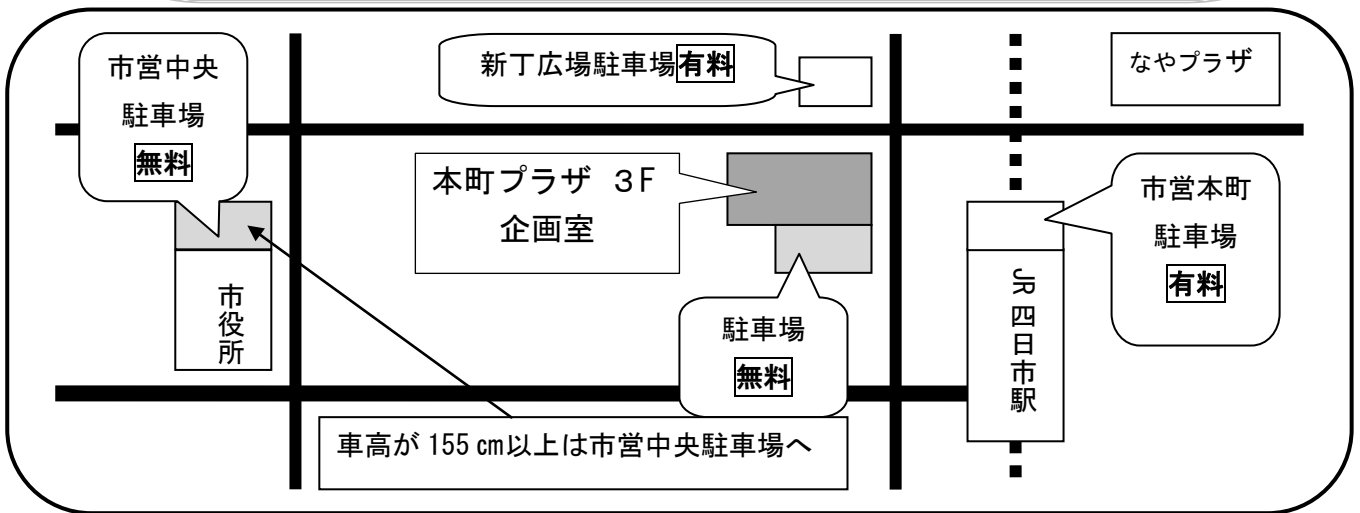 市営中央
駐車場
無料
新丁広場駐車場有料
なやプラザ
本町プラザ 3F
企画室
市営本町
駐車場
有料
市役所
駐車場
無料
JR四日市駅
車高が155㎝以上は市営中央駐車場へ